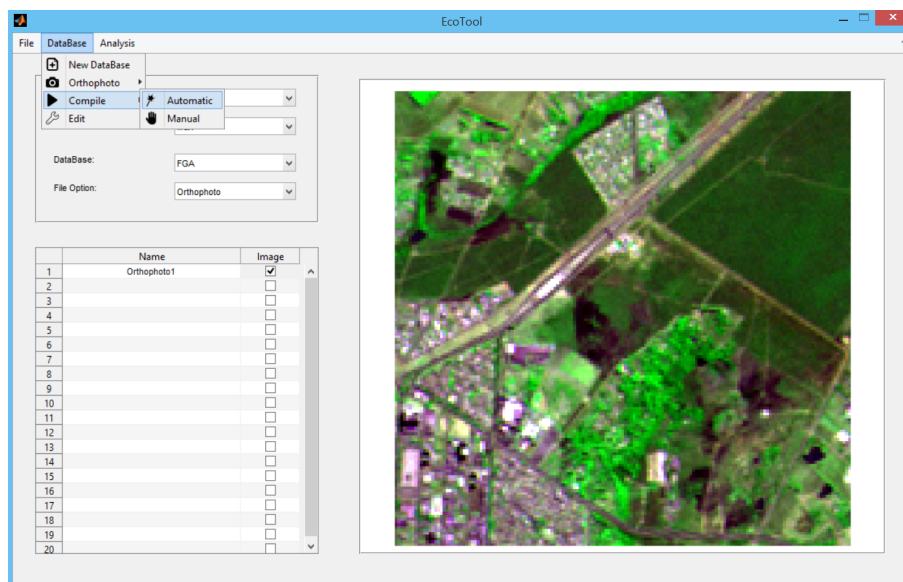 EcoTool
File DataBase Analysis
New DataBase
Orthophoto
Compile
Automatic
Edit
Manual
DataBase:
FGA
File Option:
Orthophoto
Name Image
1 Orthophoto1
2
3
4
5
6
7
8
9
10
11
12
13
14
15
16
17
18
19
20